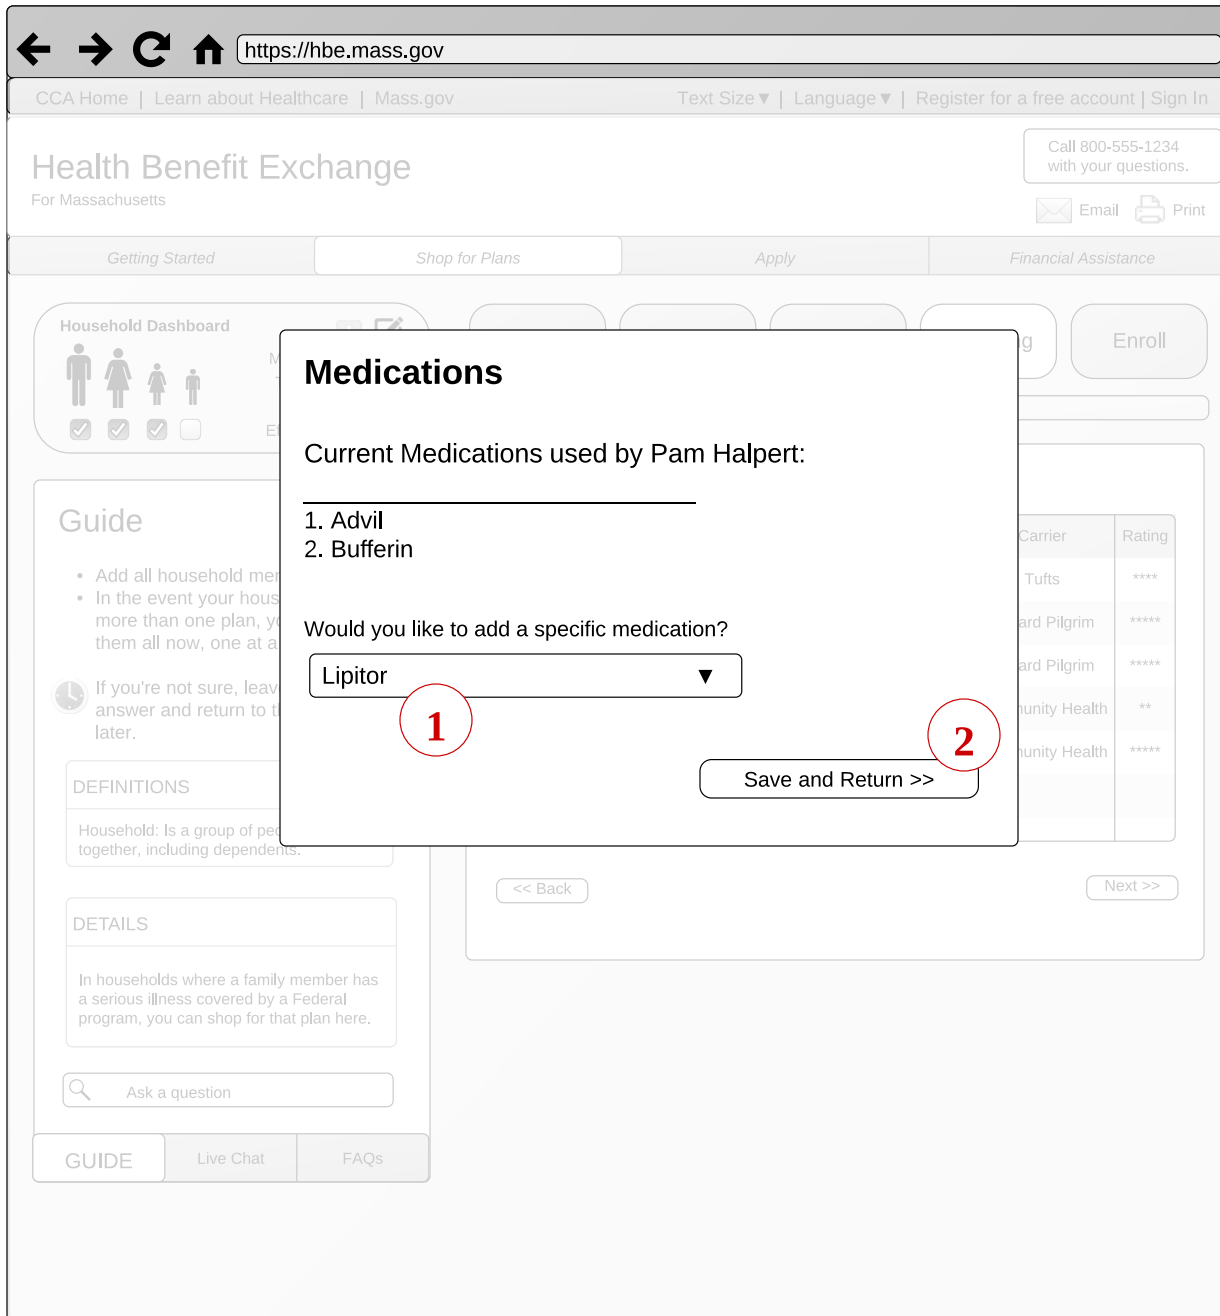 https://hbe.mass.gov
CCA Home | Learn about Healthcare | Mass.gov
Text Size▼ | Language▼ | Register for a free account | Sign In
Health Benefit Exchange
For Massachusetts
Call 800-555-1234
with your questions.
Email
Print
Getting Started
Shop for Plans
Apply
Financial Assistance
Household Dashboard
Enroll
Medications
Current Medications used by Pam Halpert:
1. Advil
2. Bufferin
Would you like to add a specific medication?
Lipitor ▼
1
2
Save and Return >>
Guide
• Add all household
• In the event your
more than one plan,
them all now, one at a
If you're not sure,
answer and return to
later.
DEFINITIONS
Household: Is a group of
together, including dependents.
DETAILS
In households where a family member has
a serious illness covered by a Federal
program, you can shop for that plan here.
Ask a question
GUIDE
Live Chat
FAQs
Carrier
Rating
Tufts
****
Pilgrim
*****
Pilgrim
*****
Health
**
Health
*****
<< Back
Next >>